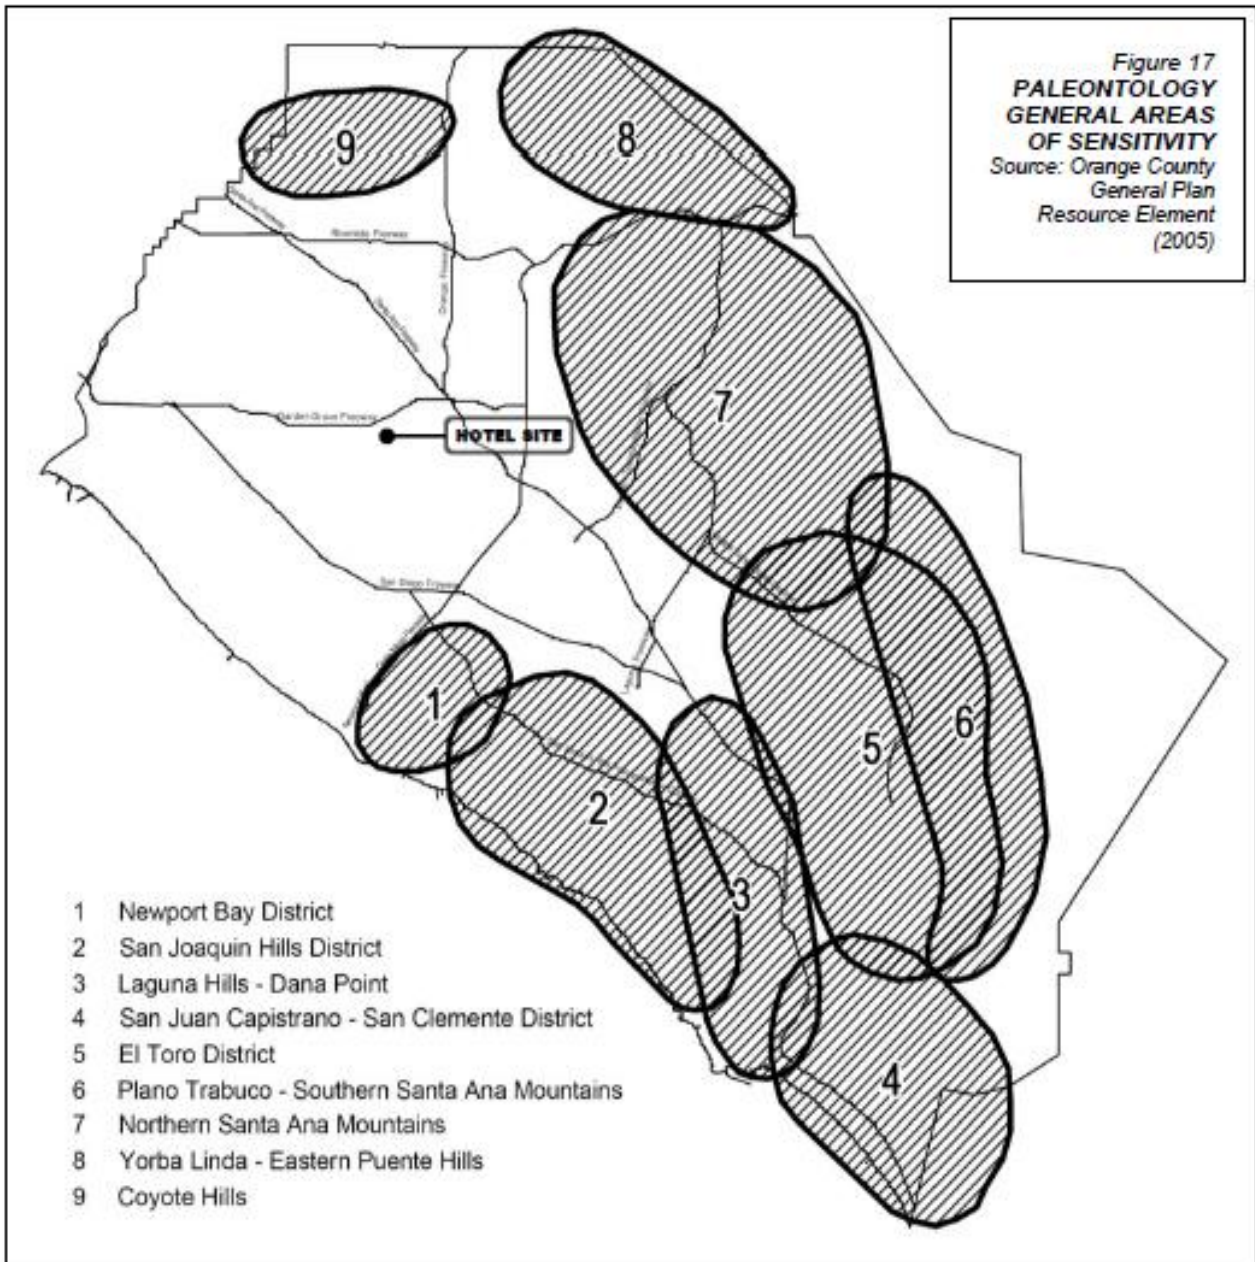 Figure 17
PALEONTOLOGY
GENERAL AREAS
OF SENSITIVITY
Source: Orange County
General Plan
Resource Element
(2005)
9
8
Riverside Freeway
Orange Freeway
Santa Ana Freeway
7
Garden Grove Freeway
HOTEL SITE
San Diego Freeway
1
6
5
2
3
4
1 Newport Bay District
2 San Joaquin Hills District
3 Laguna Hills - Dana Point
4 San Juan Capistrano - San Clemente District
5 El Toro District
6 Plano Trabuco - Southern Santa Ana Mountains
7 Northern Santa Ana Mountains
8 Yorba Linda - Eastern Puente Hills
9 Coyote Hills